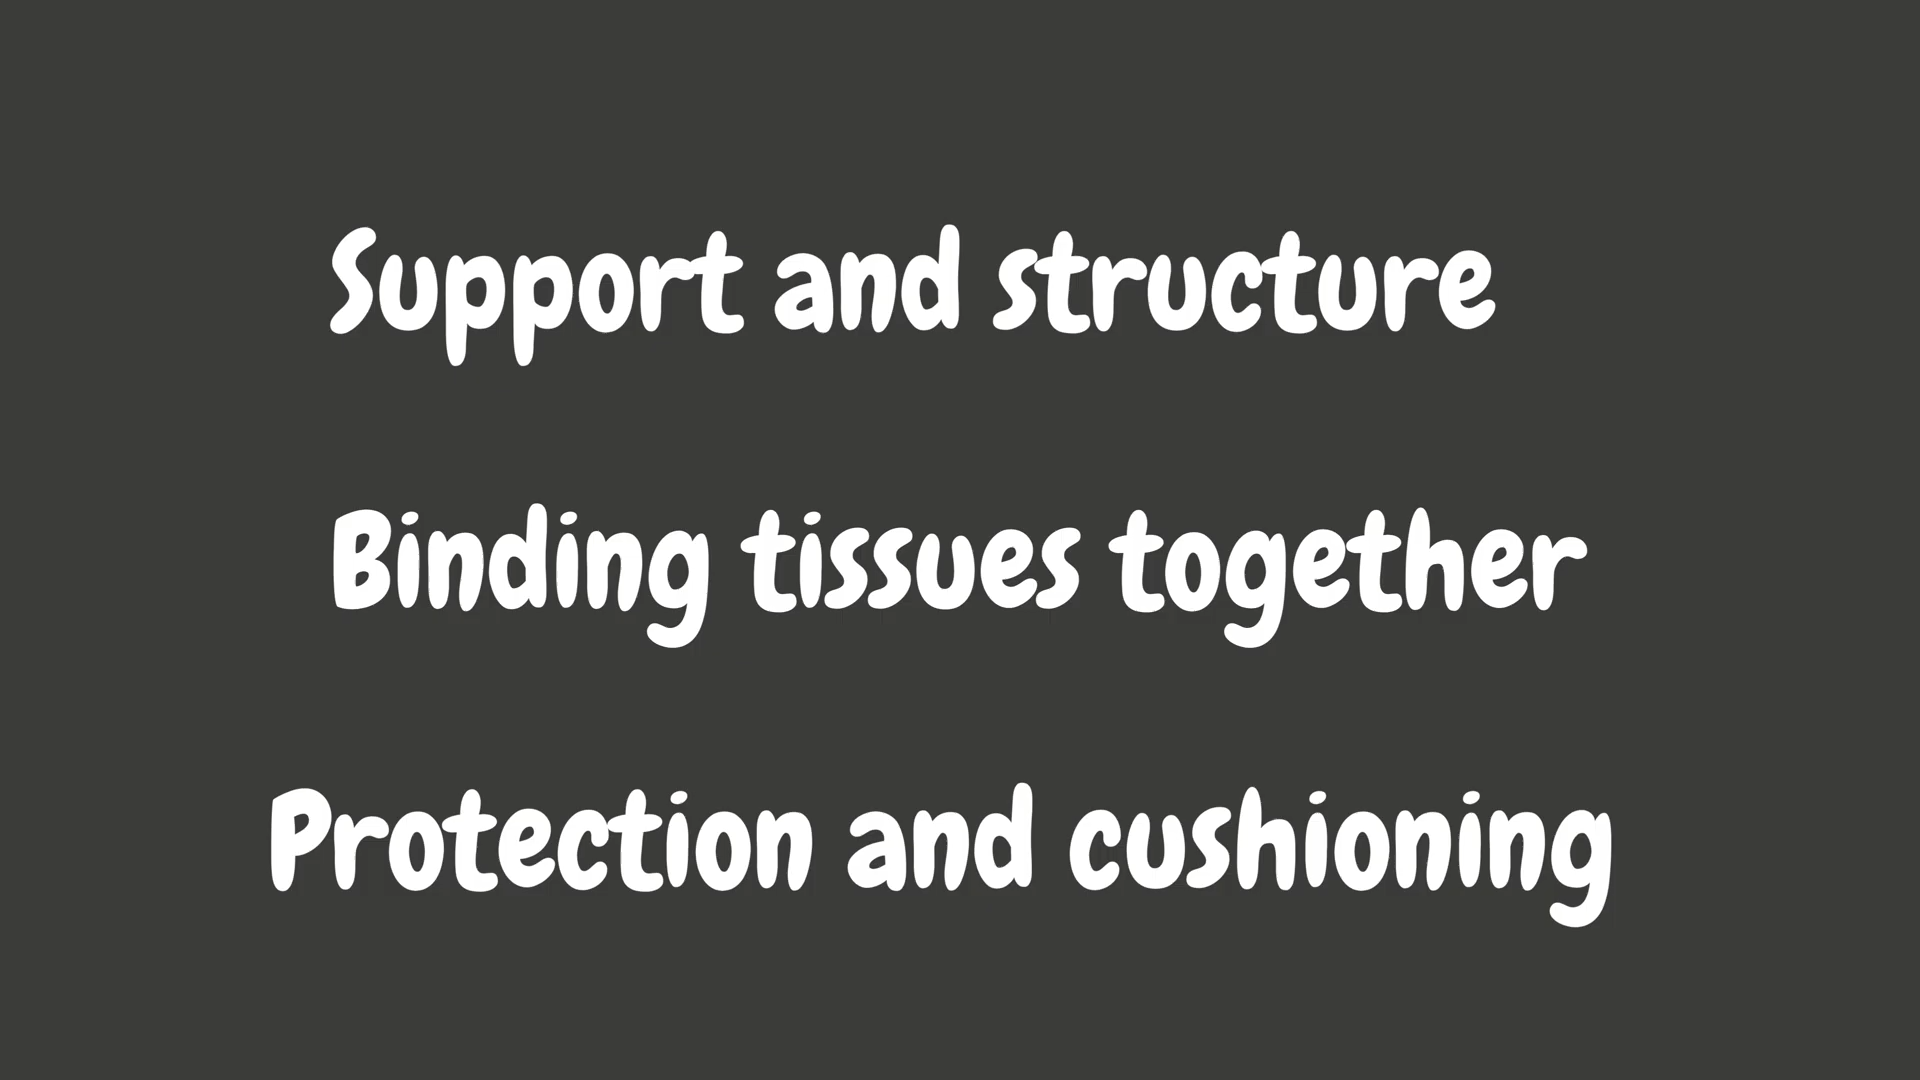 Support and structure
Binding tissues together
Protection and cushioning